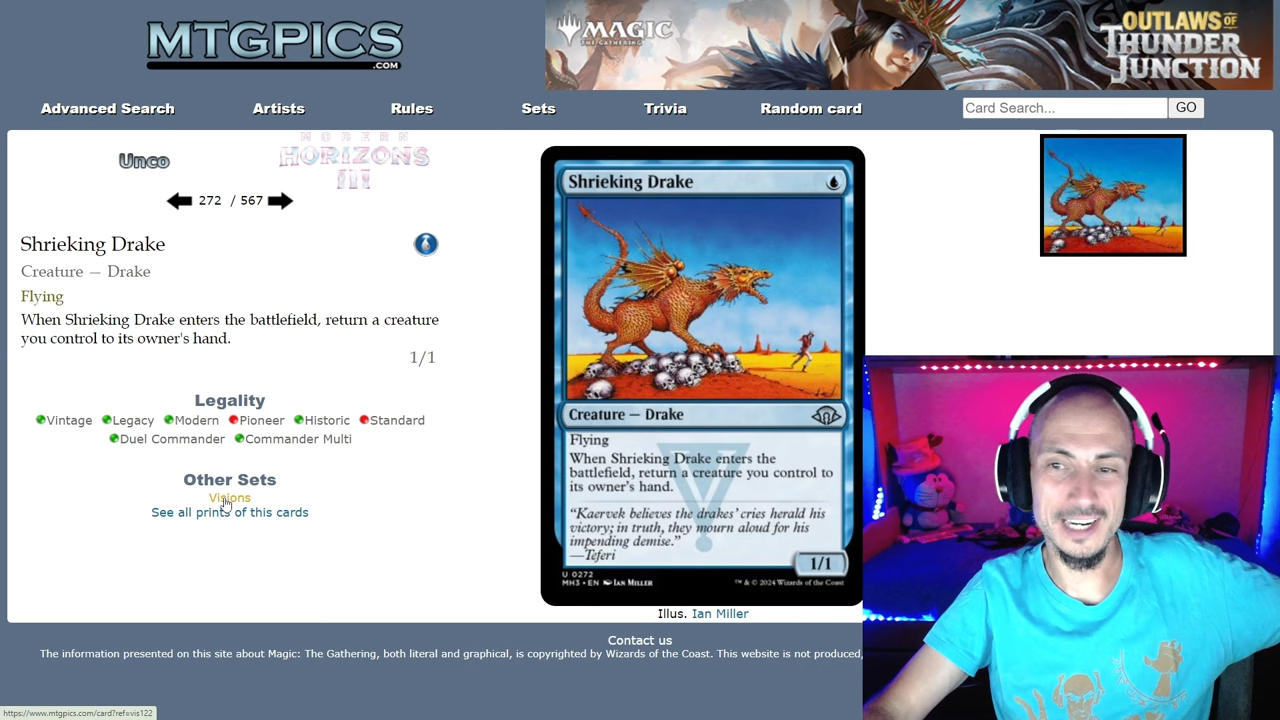 MTGPICS
.COM
MAGIC
THE GATHERING
OUTLAWS OF
THUNDER
JUNCTION
Advanced Search
Artists
Rules
Sets
Trivia
Random card
Card Search...
GO
Unco
MODERN
HORIZONS
III
272 / 567
Shrieking Drake
Creature — Drake
Flying
When Shrieking Drake enters the battlefield, return a creature
you control to its owner's hand.
1/1
Legality
Vintage Legacy Modern Pioneer Historic Standard
Duel Commander Commander Multi
Other Sets
Visions
See all prints of this cards
Shrieking Drake
Creature — Drake
Flying
When Shrieking Drake enters the
battlefield, return a creature you control to
its owner's hand.
"Kaervek believes the drakes' cries herald his
victory; in truth, they mourn aloud for his
impending demise."
—Teferi
1/1
U 0272
MH3 • EN IAN MILLER
™ & © 2024 Wizards of the Coast
Illus. Ian Miller
Contact us
The information presented on this site about Magic: The Gathering, both literal and graphical, is copyrighted by Wizards of the Coast. This website is not produced,
https://www.mtgpics.com/card?ref=vis122